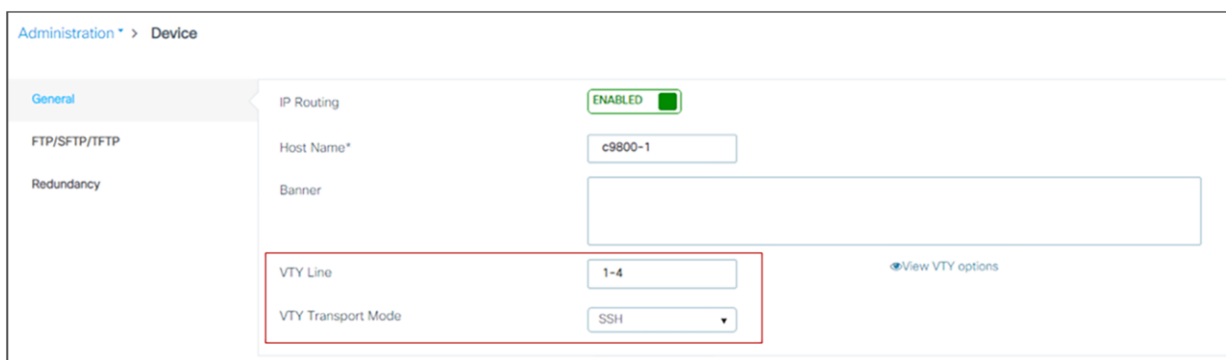 Administration > Device
General
IP Routing
ENABLED
FTP/SFTP/TFTP
Host Name*
c9800-1
Redundancy
Banner
VTY Line
1-4
View VTY options
VTY Transport Mode
SSH